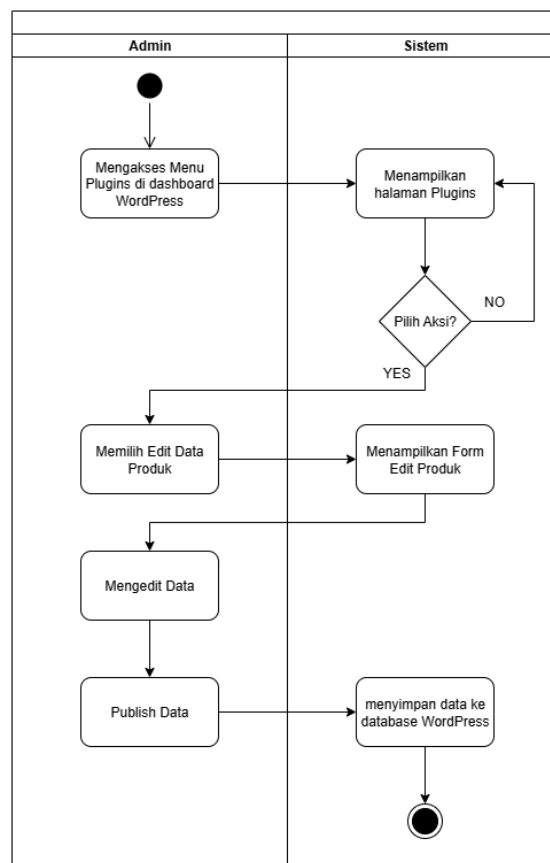 Admin
Sistem
Mengakses Menu
Plugins di dashboard
WordPress
Menampilkan
halaman Plugins
Pilih Aksi?
NO
YES
Memilih Edit Data
Produk
Menampilkan Form
Edit Produk
Mengedit Data
Publish Data
menyimpan data ke
database WordPress